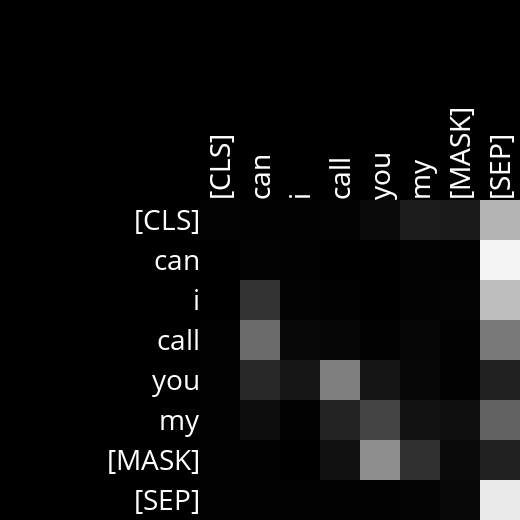 [CLS] can i call you my [MASK] [SEP]
[CLS]
can
i
call
you
my
[MASK]
[SEP]